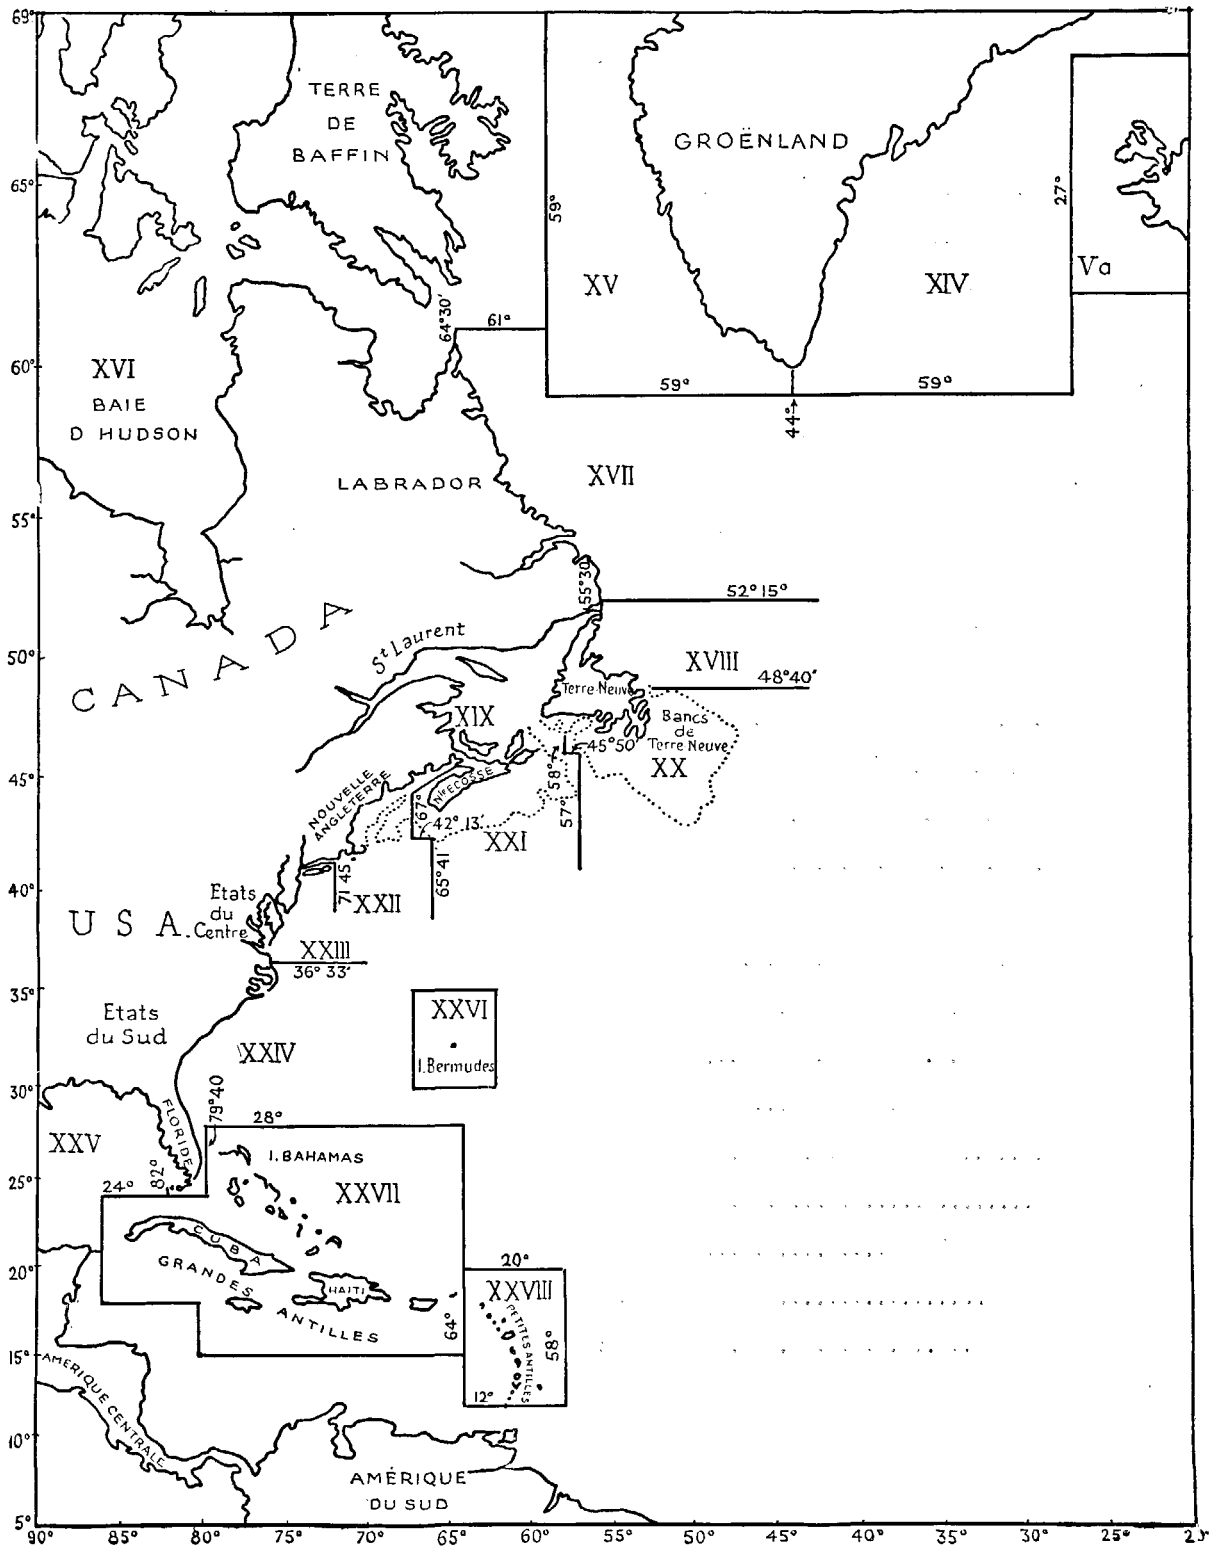 69°
TERRE
DE
BAFFIN
GROËNLAND
65°
59°
27°
Va
XV
XIV
64°30'
61°
60°
XVI
BAIE
D HUDSON
59°
59°
44°
LABRADOR
XVII
55°
55°30'
52°15°
CANADA
St Laurent
50°
XVIII
48°40'
Terre-Neuve
XIX
Bancs
de
Terre Neuve
45°50'
XX
58°
57°
45°
NOUVELLE
ANGLETERRE
Nlle ECOSSE
67°
42° 13'
XXI
65° 41'
71 45'
XXII
40°
Etats
du
Centre
U S A.
XXIII
36° 33'
35°
Etats
du Sud
XXVI
I. Bermudes
XXIV
30°
79°40
FLORIDE
28°
XXV
I. BAHAMAS
82°
24°
25°
XXVII
CUBA
20°
20°
GRANDES ANTILLES
HAITI
64°
XXVIII
PETITES ANTILLES
58°
12°
15°
AMÉRIQUE CENTRALE
10°
AMÉRIQUE
DU SUD
5°
90° 85° 80° 75° 70° 65° 60° 55° 50° 45° 40° 35° 30° 25°